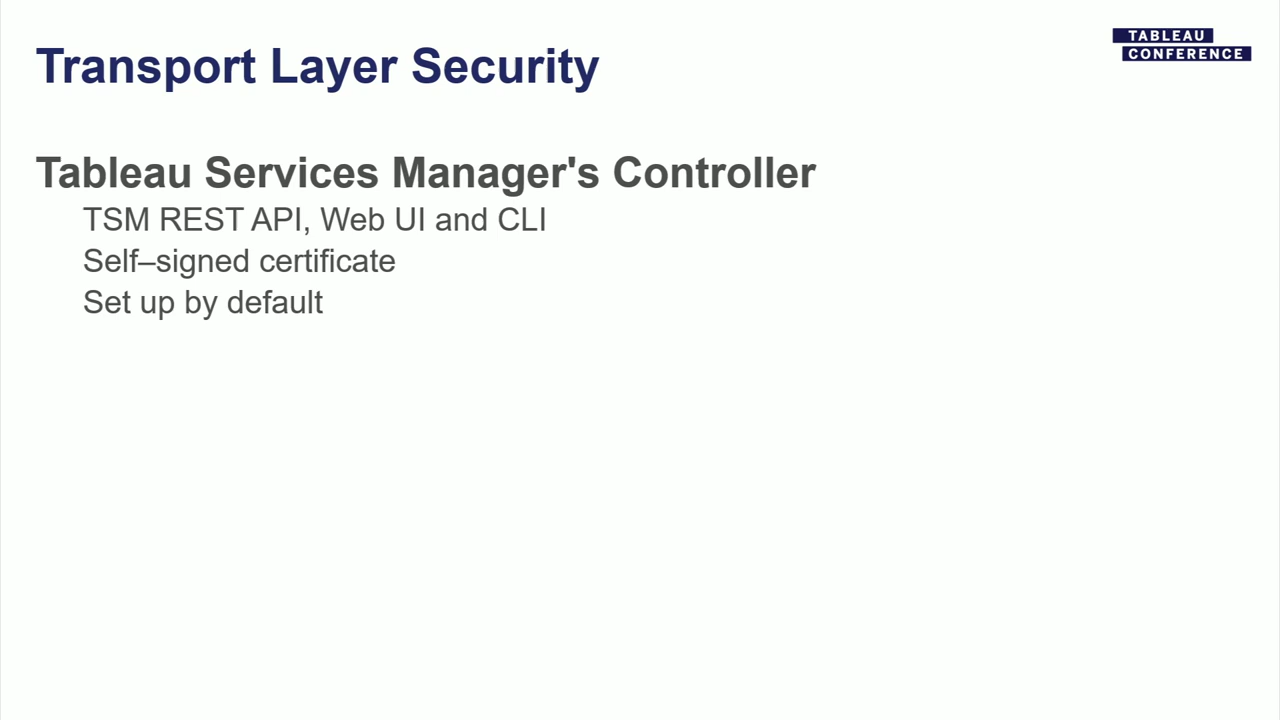 Transport Layer Security
TABLEAU
CONFERENCE
Tableau Services Manager's Controller
TSM REST API, Web UI and CLI
Self–signed certificate
Set up by default